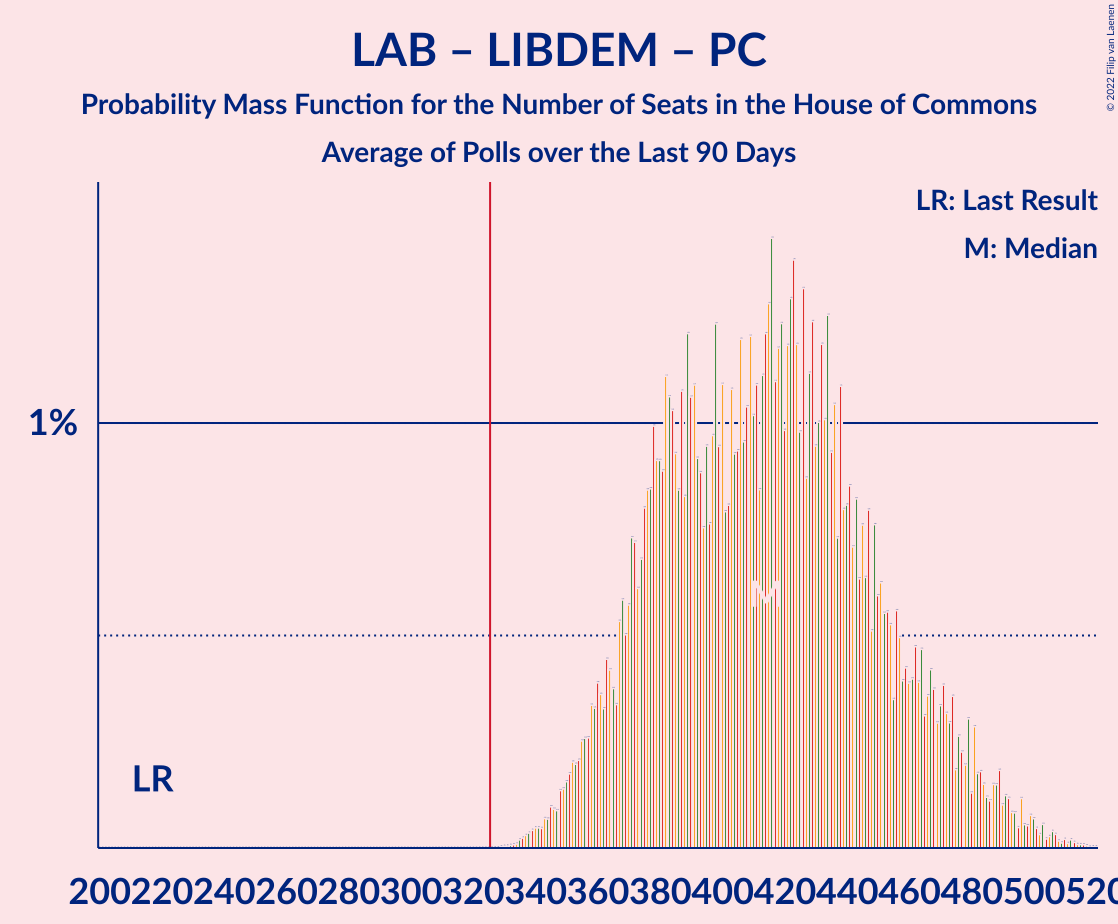 LAB – LIBDEM – PC
Probability Mass Function for the Number of Seats in the House of Commons
Average of Polls over the Last 90 Days
© 2022 Filip van Laenen
LR: Last Result
M: Median
1%
M
LR
200220240260280300320340360380400420440460480500520